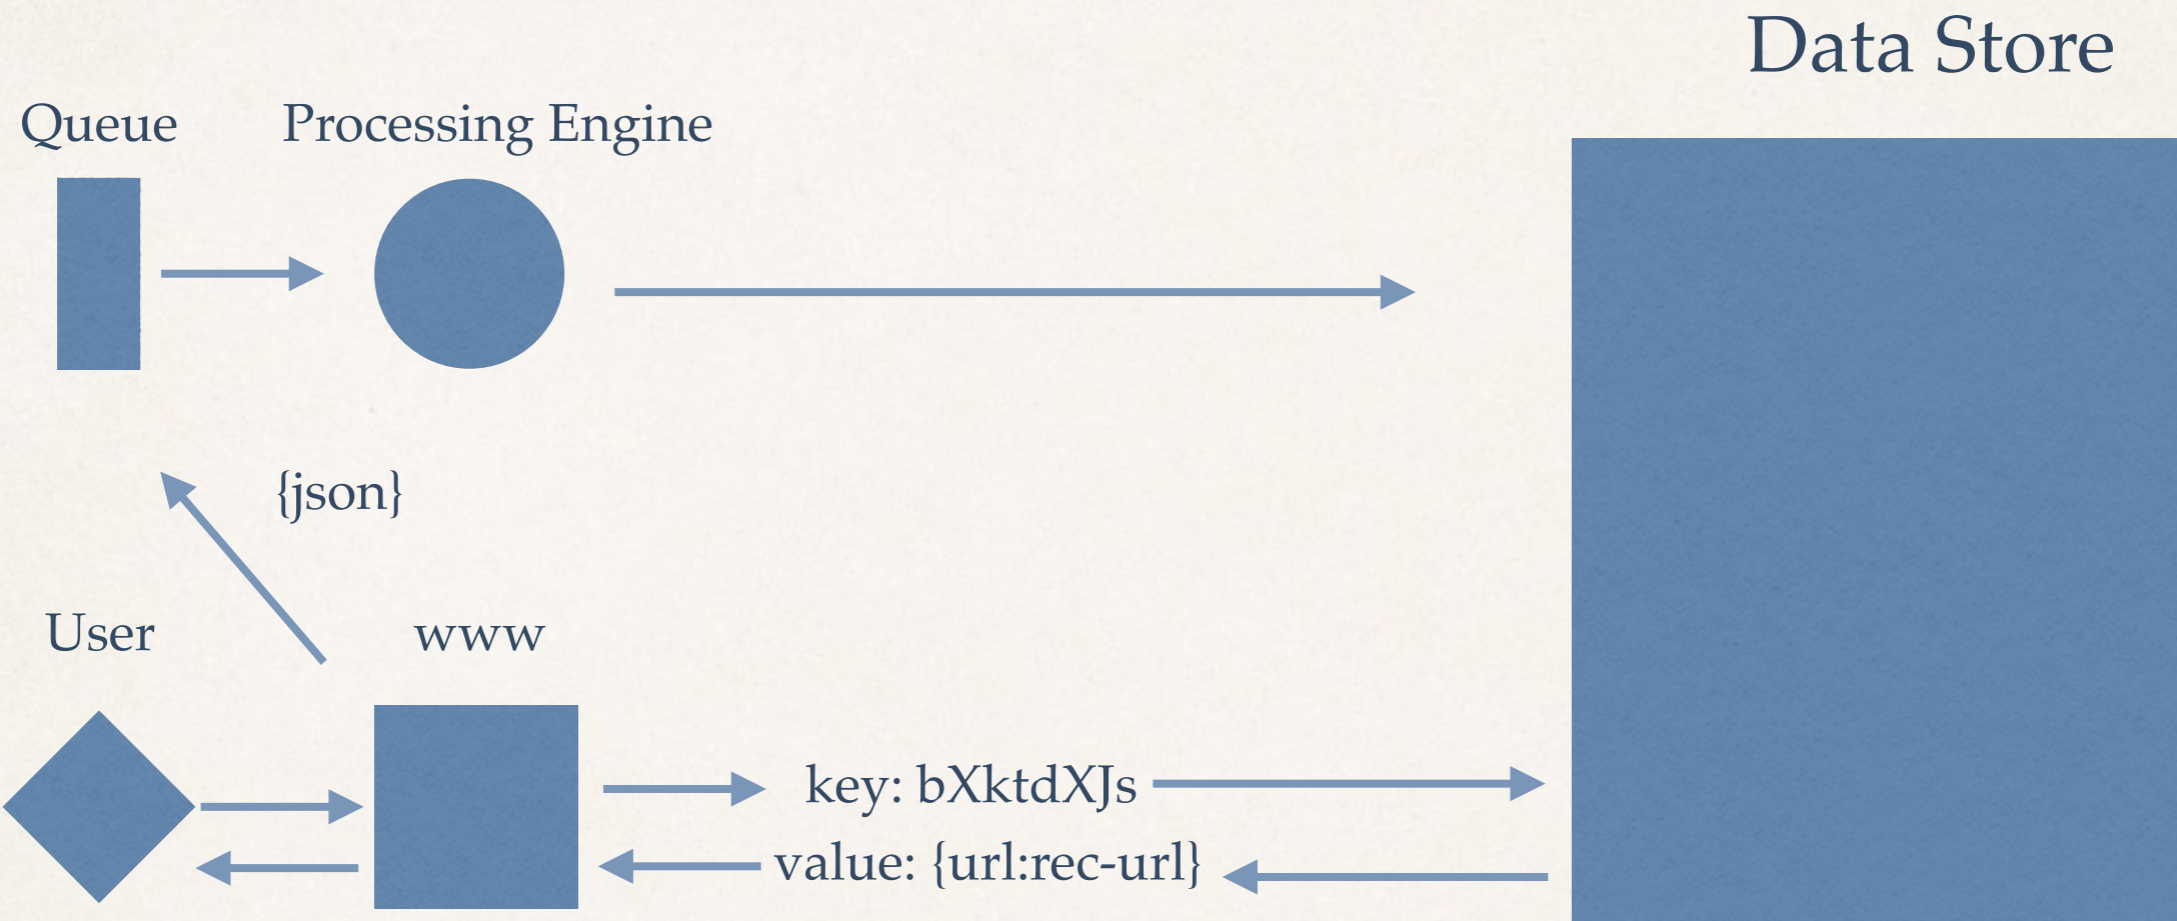 Data Store
Queue
Processing Engine
{json}
User
www
key: bXktdXJs
value: {url:rec-url}